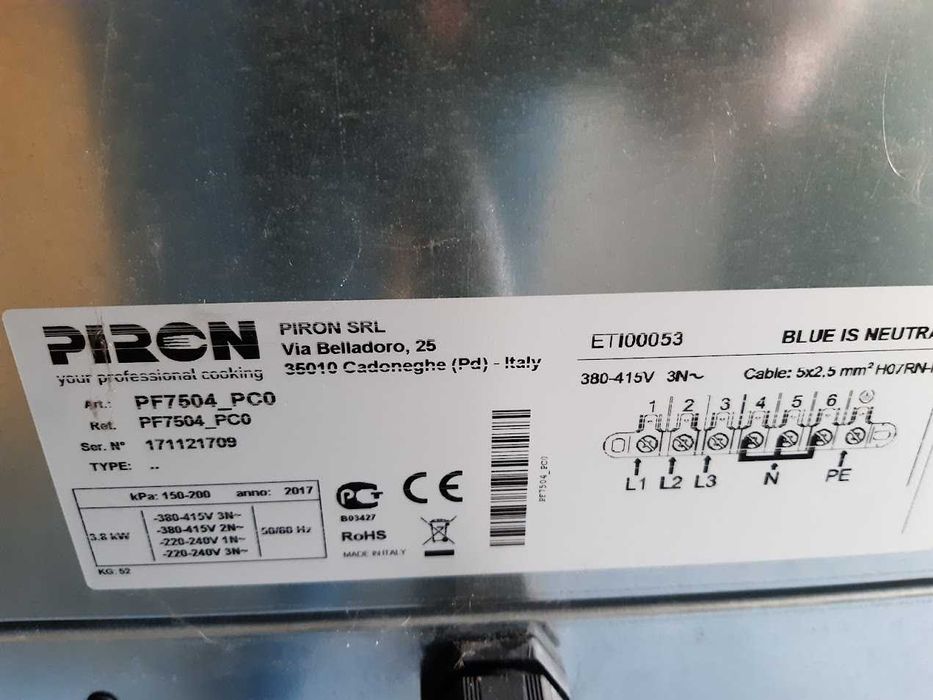 PIRON
your professional cooking
PIRON SRL
Via Belladoro, 25
35010 Cadoneghe (Pd) - Italy
Art.: PF7504_PC0
Ref. PF7504_PC0
Ser. N° 171121709
TYPE: --
kPa: 150-200 anno: 2017
3.8 kW
-380-415V 3N~
-380-415V 2N~
-220-240V 1N~
-220-240V 3N~
50/60 Hz
KG: 52
PCT
B03427
RoHS
MADE IN ITALY
CE
PF7504_PC0
ETI00053
BLUE IS NEUTRA
380-415V 3N~ Cable: 5x2,5 mm² H07RN-
1 2 3 4 5 6
L1 L2 L3 N PE